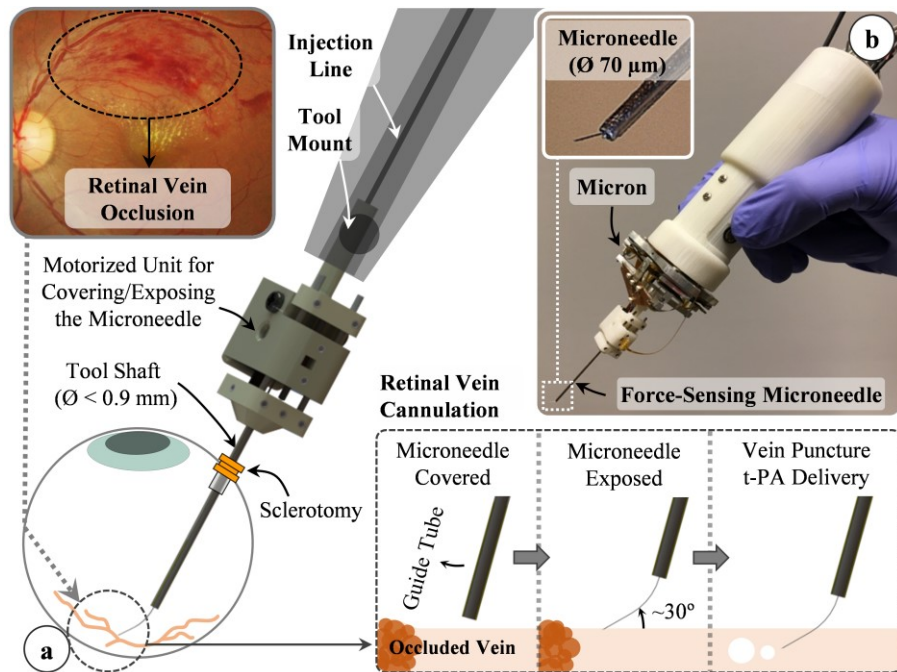 Injection
Line
Tool
Mount
Retinal Vein
Occlusion
Motorized Unit for
Covering/Exposing
the Microneedle
Tool Shaft
(Ø < 0.9 mm)
Sclerotomy
a
b
Microneedle
(Ø 70 µm)
Micron
Force-Sensing Microneedle
Retinal Vein
Cannulation
Microneedle
Covered
Guide Tube
Occluded Vein
Microneedle
Exposed
~30º
Vein Puncture
t-PA Delivery